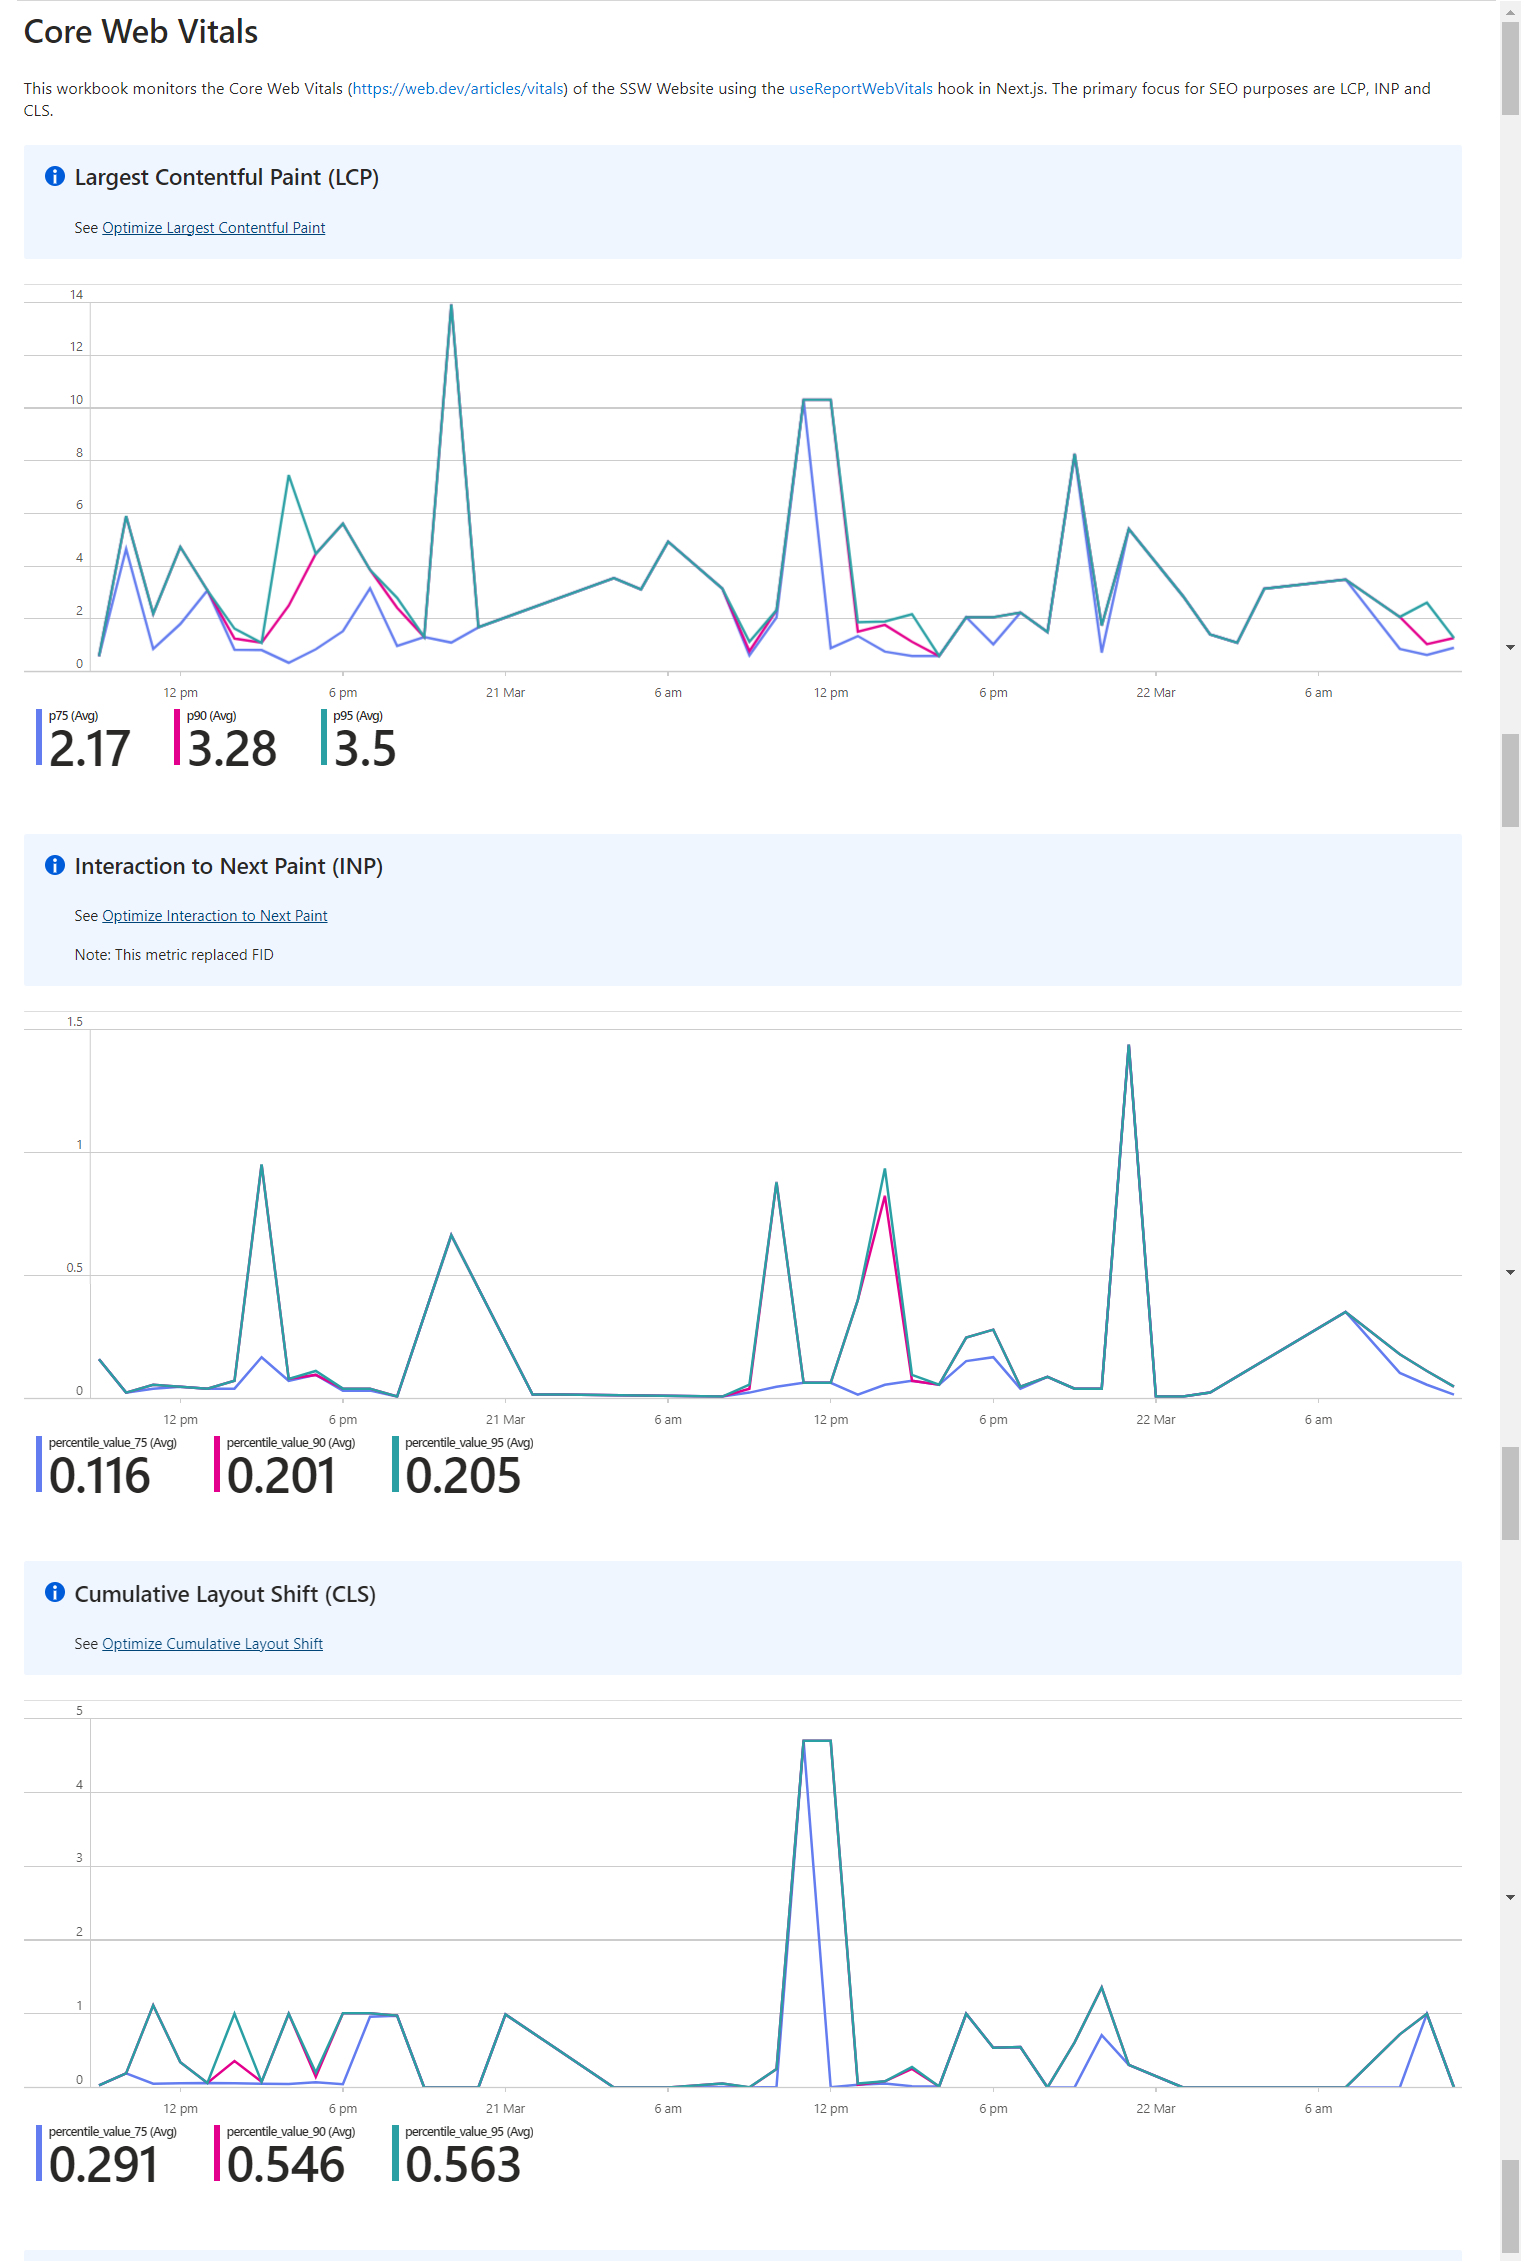 Core Web Vitals
This workbook monitors the Core Web Vitals (https://web.dev/articles/vitals) of the SSW Website using the useReportWebVitals hook in Next.js. The primary focus for SEO purposes are LCP, INP and
CLS.
Largest Contentful Paint (LCP)
See Optimize Largest Contentful Paint
14
12
10
8
6
4
2
0
12 pm 6 pm 21 Mar 6 am 12 pm 6 pm 22 Mar 6 am
p75 (Avg) p90 (Avg) p95 (Avg)
2.17 3.28 3.5
Interaction to Next Paint (INP)
See Optimize Interaction to Next Paint
Note: This metric replaced FID
1.5
1
0.5
0
12 pm 6 pm 21 Mar 6 am 12 pm 6 pm 22 Mar 6 am
percentile_value_75 (Avg) percentile_value_90 (Avg) percentile_value_95 (Avg)
0.116 0.201 0.205
Cumulative Layout Shift (CLS)
See Optimize Cumulative Layout Shift
5
4
3
2
1
0
12 pm 6 pm 21 Mar 6 am 12 pm 6 pm 22 Mar 6 am
percentile_value_75 (Avg) percentile_value_90 (Avg) percentile_value_95 (Avg)
0.291 0.546 0.563